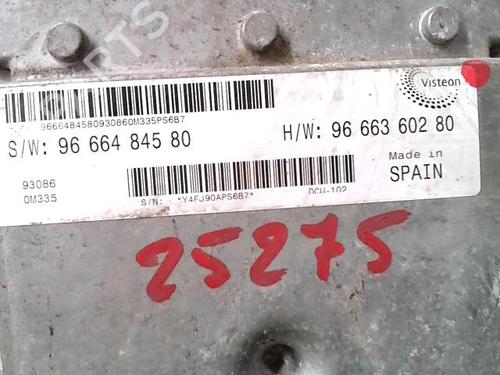 Visteon
9666484580930860M335PS6B7
S/W: 96 664 845 80
H/W: 96 663 602 80
93086
0M335
S/N: *Y4FJ90APS6B7*
DCU-102
Made in
SPAIN
25275
PARTS